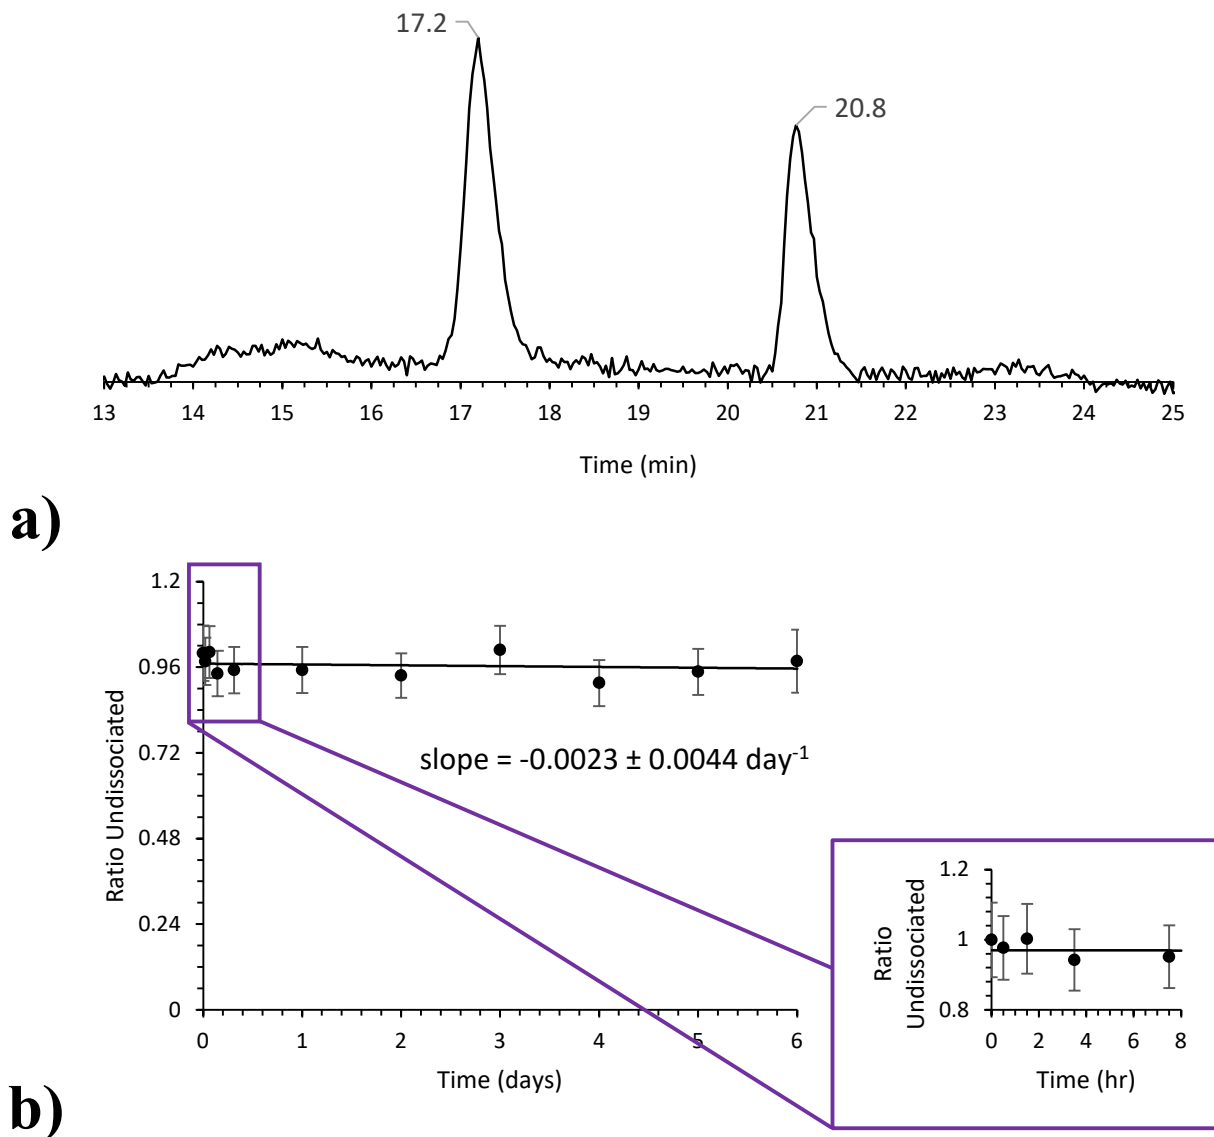 17.2
20.8
13 14 15 16 17 18 19 20 21 22 23 24 25
Time (min)
a)
1.2
0.96
0.72
0.48
0.24
0
Ratio Undissociated
slope = -0.0023 ± 0.0044 day-1
0 1 2 3 4 5 6
Time (days)
1.2
1
0.8
Ratio
Undissociated
0 2 4 6 8
Time (hr)
b)